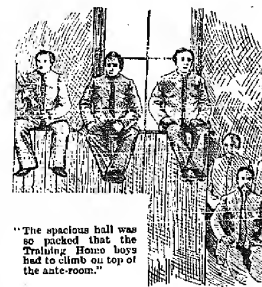 "The spacious hall was
so packed that the
Training Home boys
had to climb on top of
the ante-room."